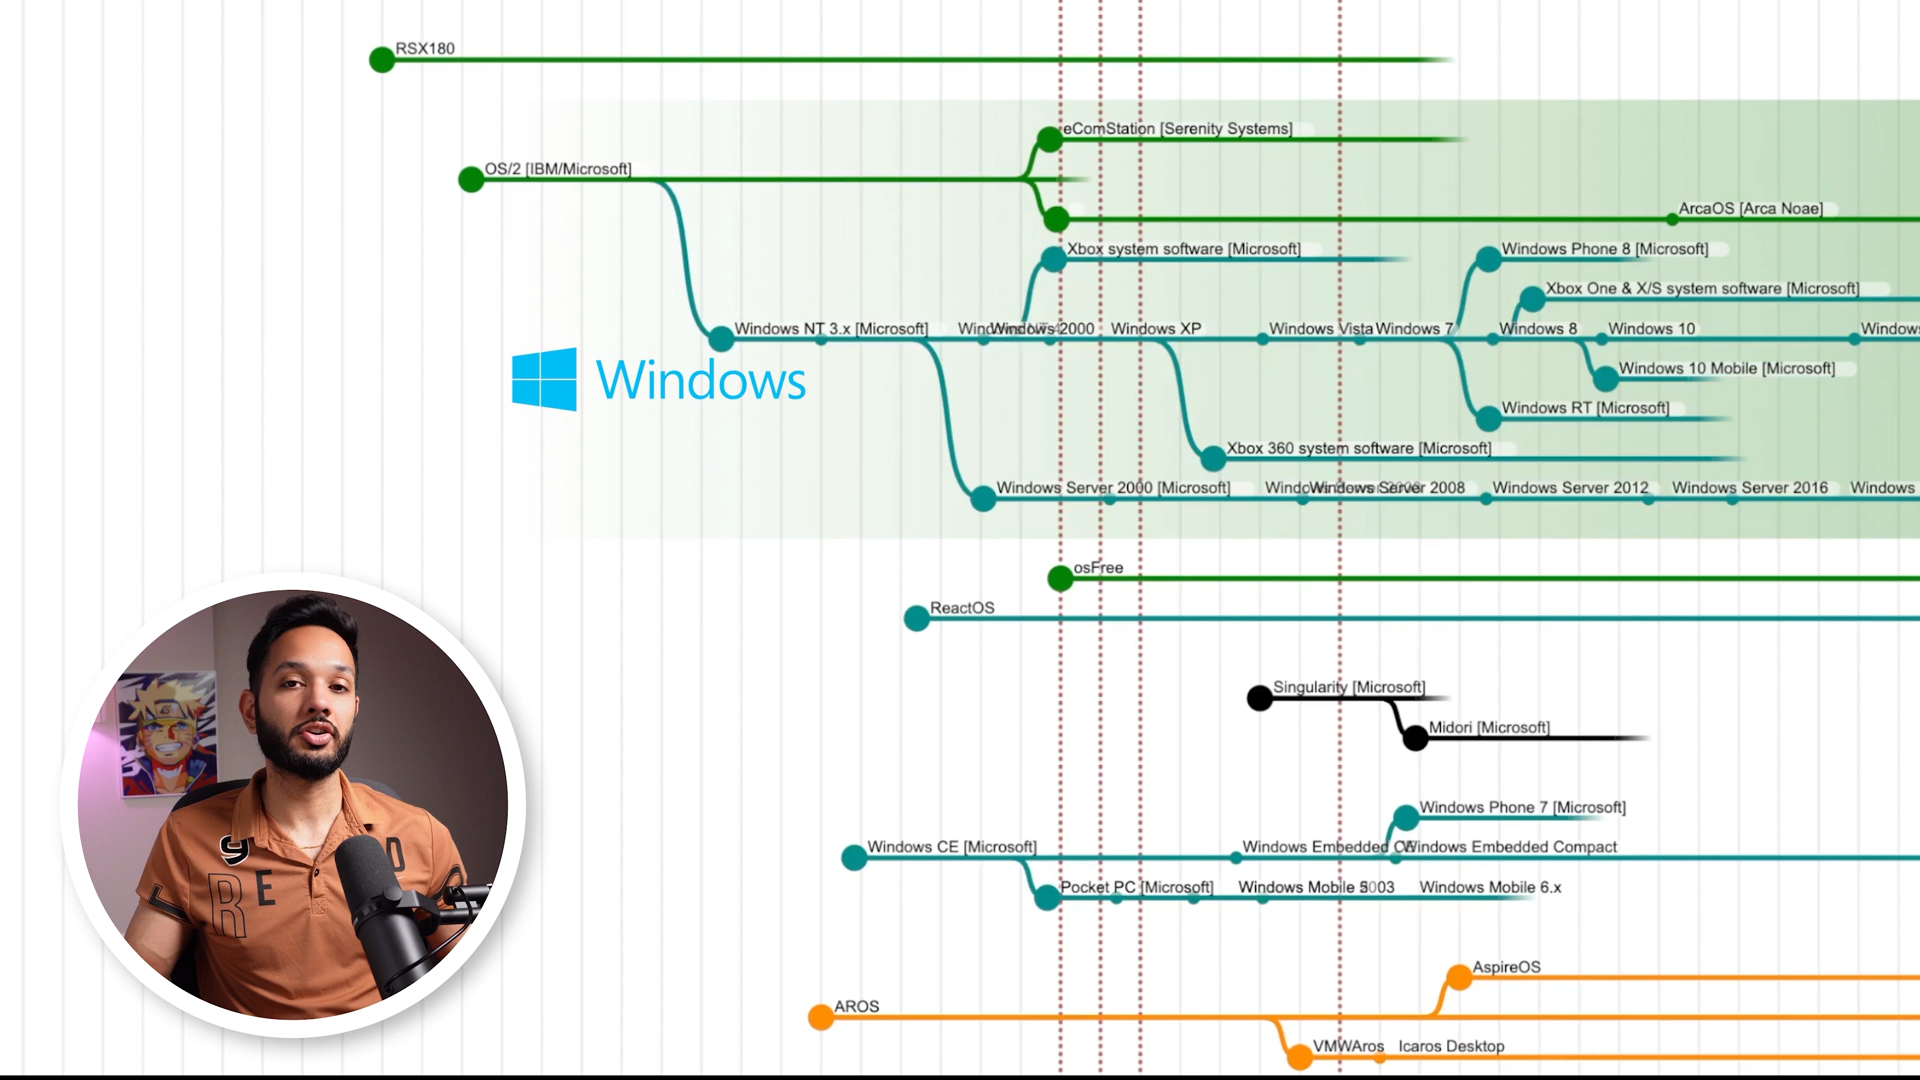 RSX180
eComStation [Serenity Systems]
OS/2 [IBM/Microsoft]
ArcaOS [Arca Noae]
Xbox system software [Microsoft]
Windows Phone 8 [Microsoft]
Xbox One & X/S system software [Microsoft]
Windows NT 3.x [Microsoft]
Windows 2000
Windows XP
Windows Vista
Windows 7
Windows 8
Windows 10
Windows
Windows 10 Mobile [Microsoft]
Windows
Windows RT [Microsoft]
Xbox 360 system software [Microsoft]
Windows Server 2000 [Microsoft]
Windows Server 2008
Windows Server 2012
Windows Server 2016
Windows
osFree
ReactOS
Singularity [Microsoft]
Midori [Microsoft]
Windows Phone 7 [Microsoft]
Windows CE [Microsoft]
Windows Embedded
Windows Embedded Compact
Pocket PC [Microsoft]
Windows Mobile
Windows Mobile 6.x
AspireOS
AROS
VMWAros
Icaros Desktop
9
R E D